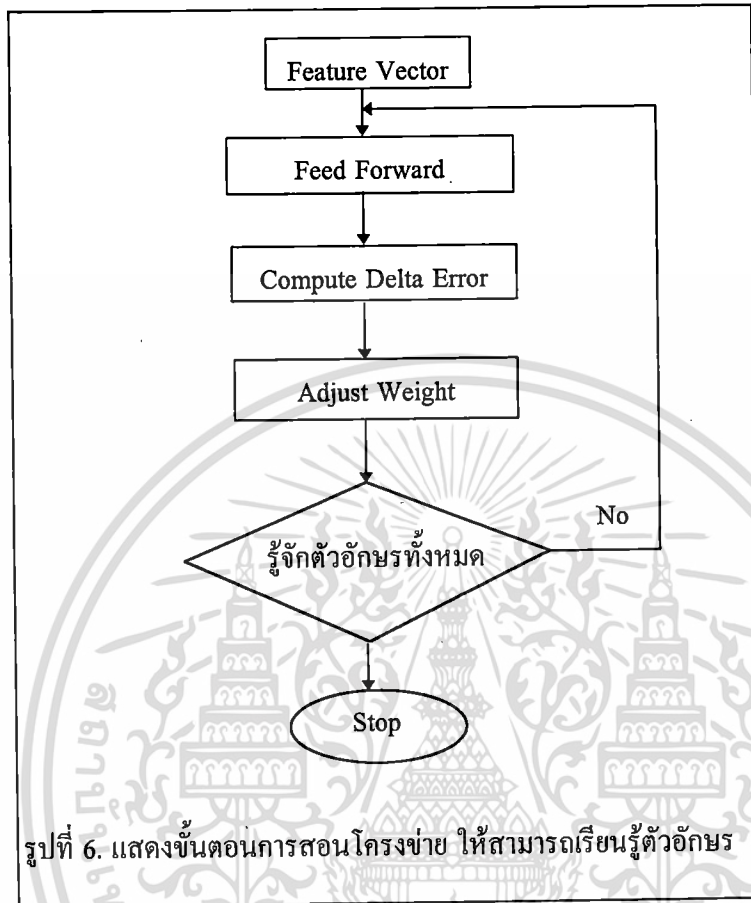 Feature Vector
Feed Forward
Compute Delta Error
Adjust Weight
No
รู้จักตัวอักษรทั้งหมด
Stop
รูปที่ 6. แสดงขั้นตอนการสอนโครงข่าย ให้สามารถเรียนรู้ตัวอักษร